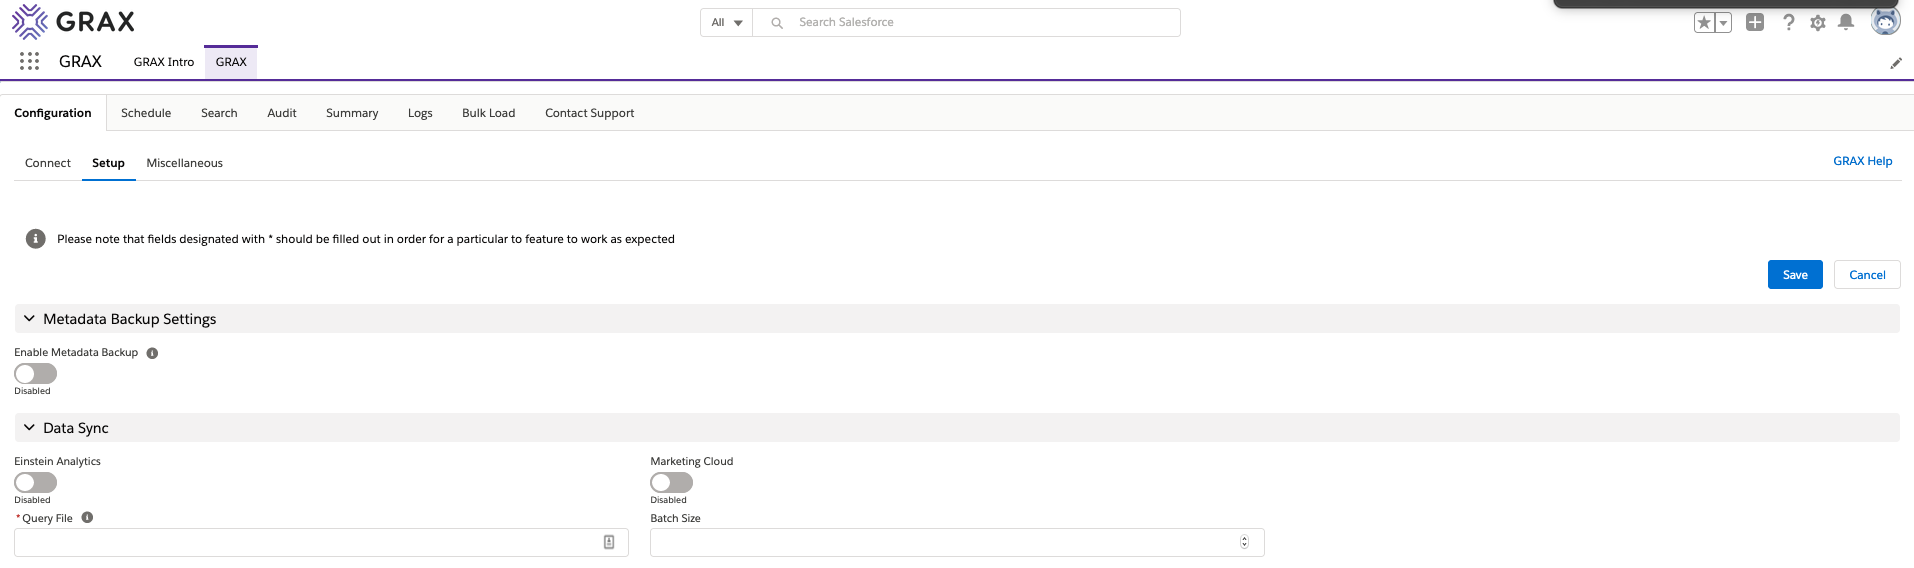 GRAX
All
Search Salesforce
GRAX
GRAX Intro
GRAX
Configuration
Schedule
Search
Audit
Summary
Logs
Bulk Load
Contact Support
Connect
Setup
Miscellaneous
GRAX Help
Please note that fields designated with * should be filled out in order for a particular to feature to work as expected
Save
Cancel
Metadata Backup Settings
Enable Metadata Backup
Disabled
Data Sync
Einstein Analytics
Marketing Cloud
Disabled
Disabled
* Query File
Batch Size